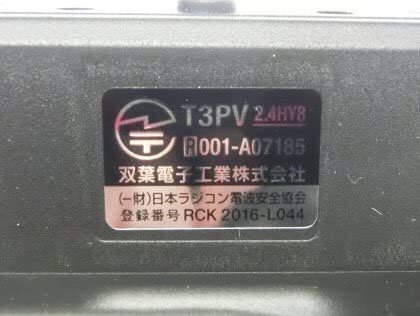 T3PV 2.4HY8
R 001-A07185
双葉電子工業株式会社
(一財)日本ラジコン電波安全協会
登録番号 RCK 2016-L044